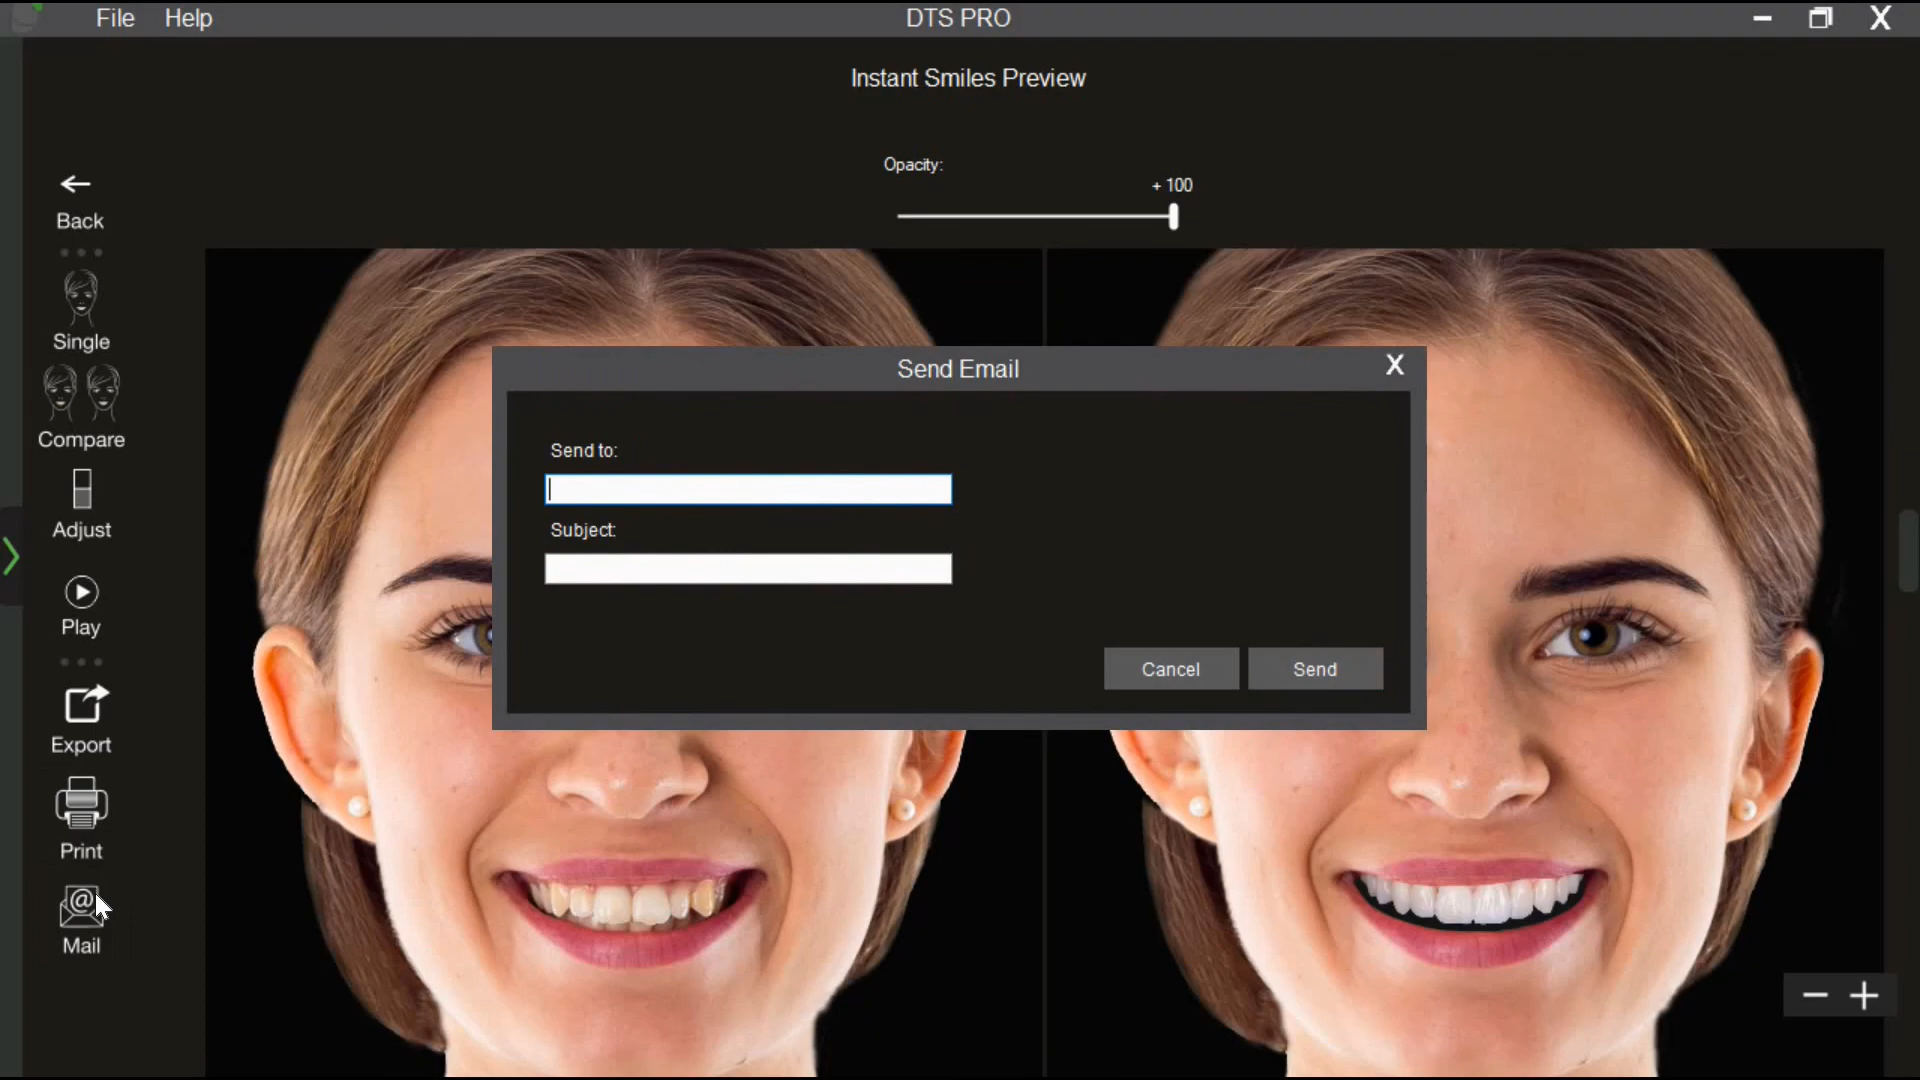 File Help
DTS PRO
X
Instant Smiles Preview
Opacity:
+ 100
Back
Single
Compare
Adjust
Play
Export
Print
@
Mail
Send Email
X
Send to:
Subject:
Cancel
Send